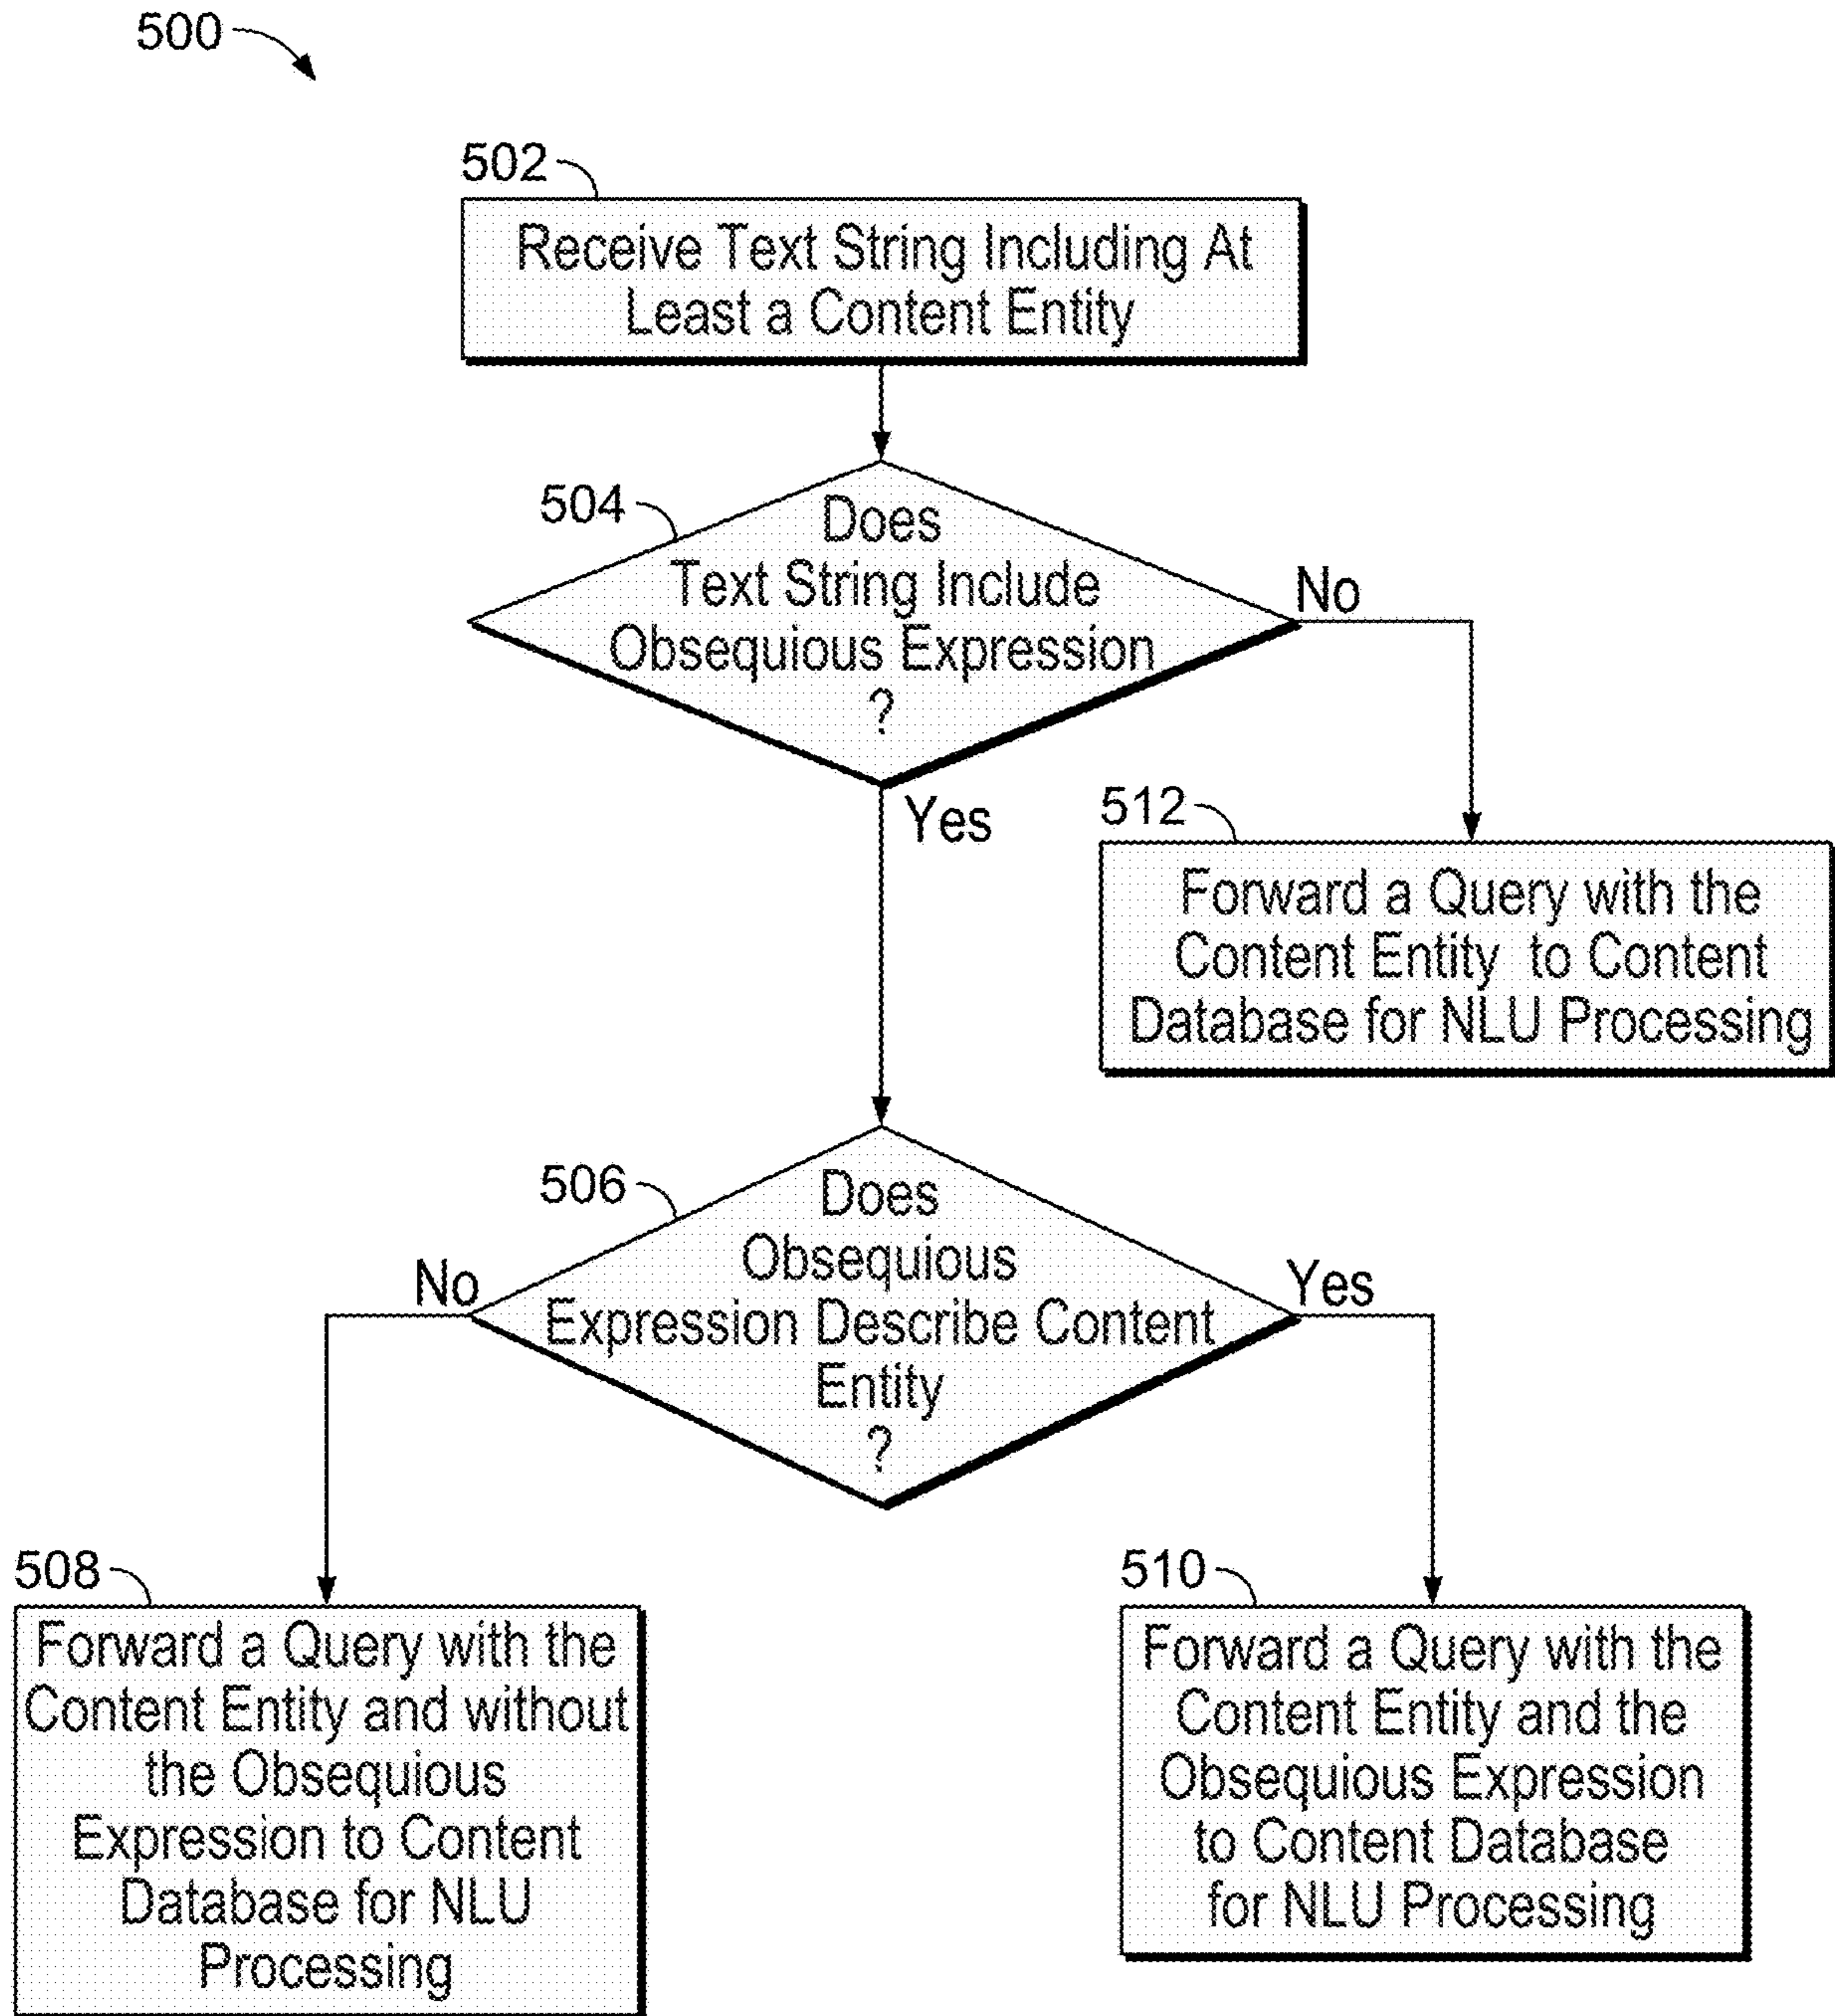 500
502
Receive Text String Including At
Least a Content Entity
504
Does
Text String Include
Obsequious Expression
?
No
Yes
512
Forward a Query with the
Content Entity to Content
Database for NLU Processing
506
Does
Obsequious
Expression Describe Content
Entity
?
No
Yes
508
Forward a Query with the
Content Entity and without
the Obsequious
Expression to Content
Database for NLU
Processing
510
Forward a Query with the
Content Entity and the
Obsequious Expression
to Content Database
for NLU Processing